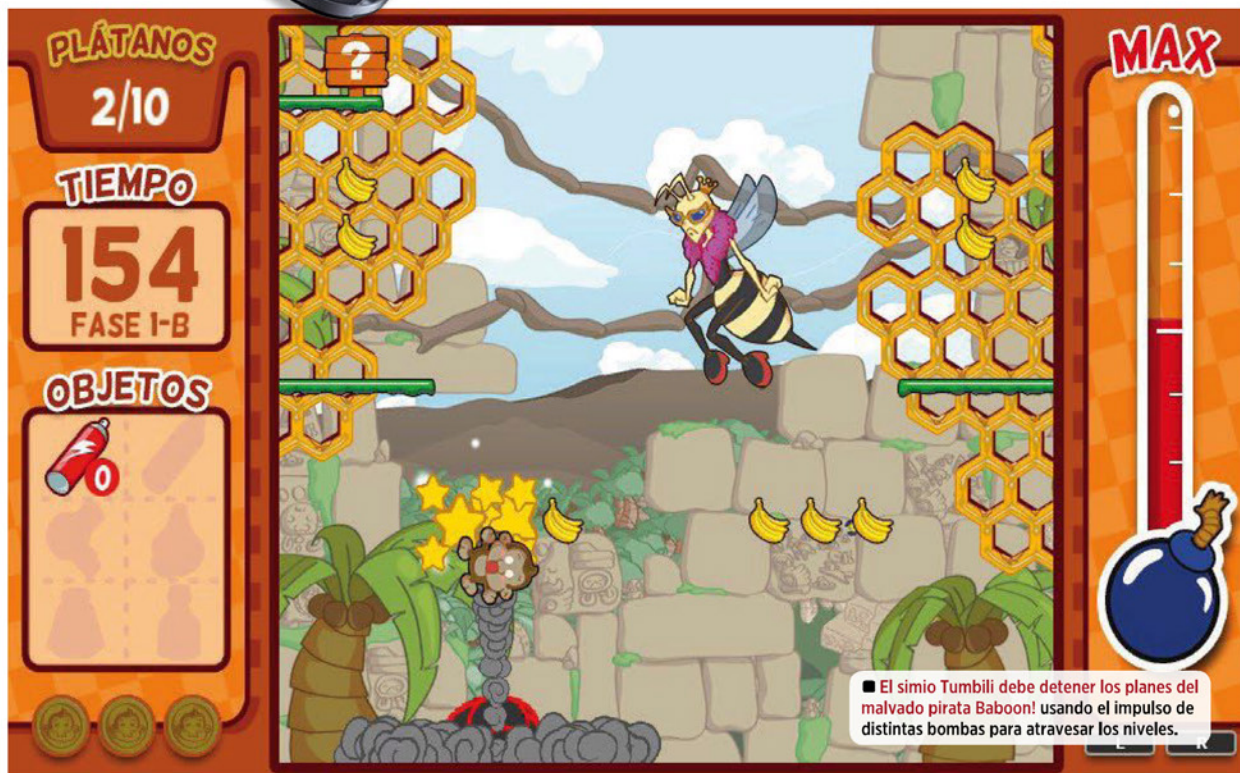 PLÁTANOS
2/10
TIEMPO
154
FASE 1-B
OBJETOS
0
?
MAX
■ El simio Tumbili debe detener los planes del
malvado pirata Baboon! usando el impulso de
distintas bombas para atravesar los niveles.
L R